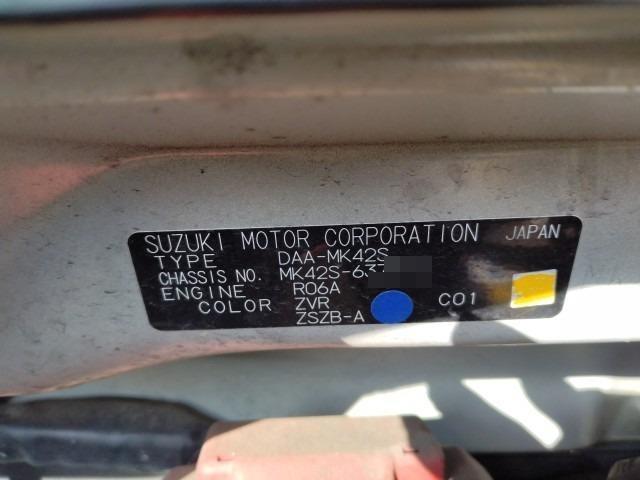 SUZUKI MOTOR CORPORATION JAPAN
TYPE DAA-MK42S
CHASSIS NO. MK42S-63
ENGINE R06A
COLOR ZVR C01
ZSZB-A